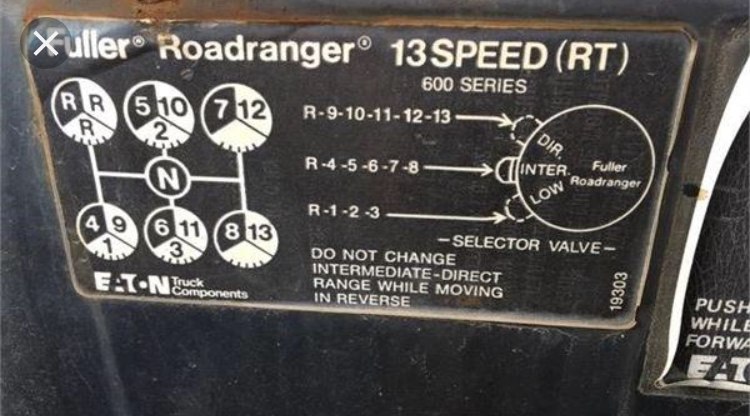 Fuller® Roadranger® 13 SPEED (RT)
600 SERIES
R R R
5 10 2
7 12
R-9-10-11-12-13
DIR.
N
R-4-5-6-7-8
INTER.
LOW
Fuller
Roadranger
4 9 1
6 11 3
8 13
R-1-2-3
-SELECTOR VALVE-
DO NOT CHANGE
INTERMEDIATE-DIRECT
RANGE WHILE MOVING
IN REVERSE
EATON Truck
Components
19303
PUSH
WHILE
FORWA
EAT